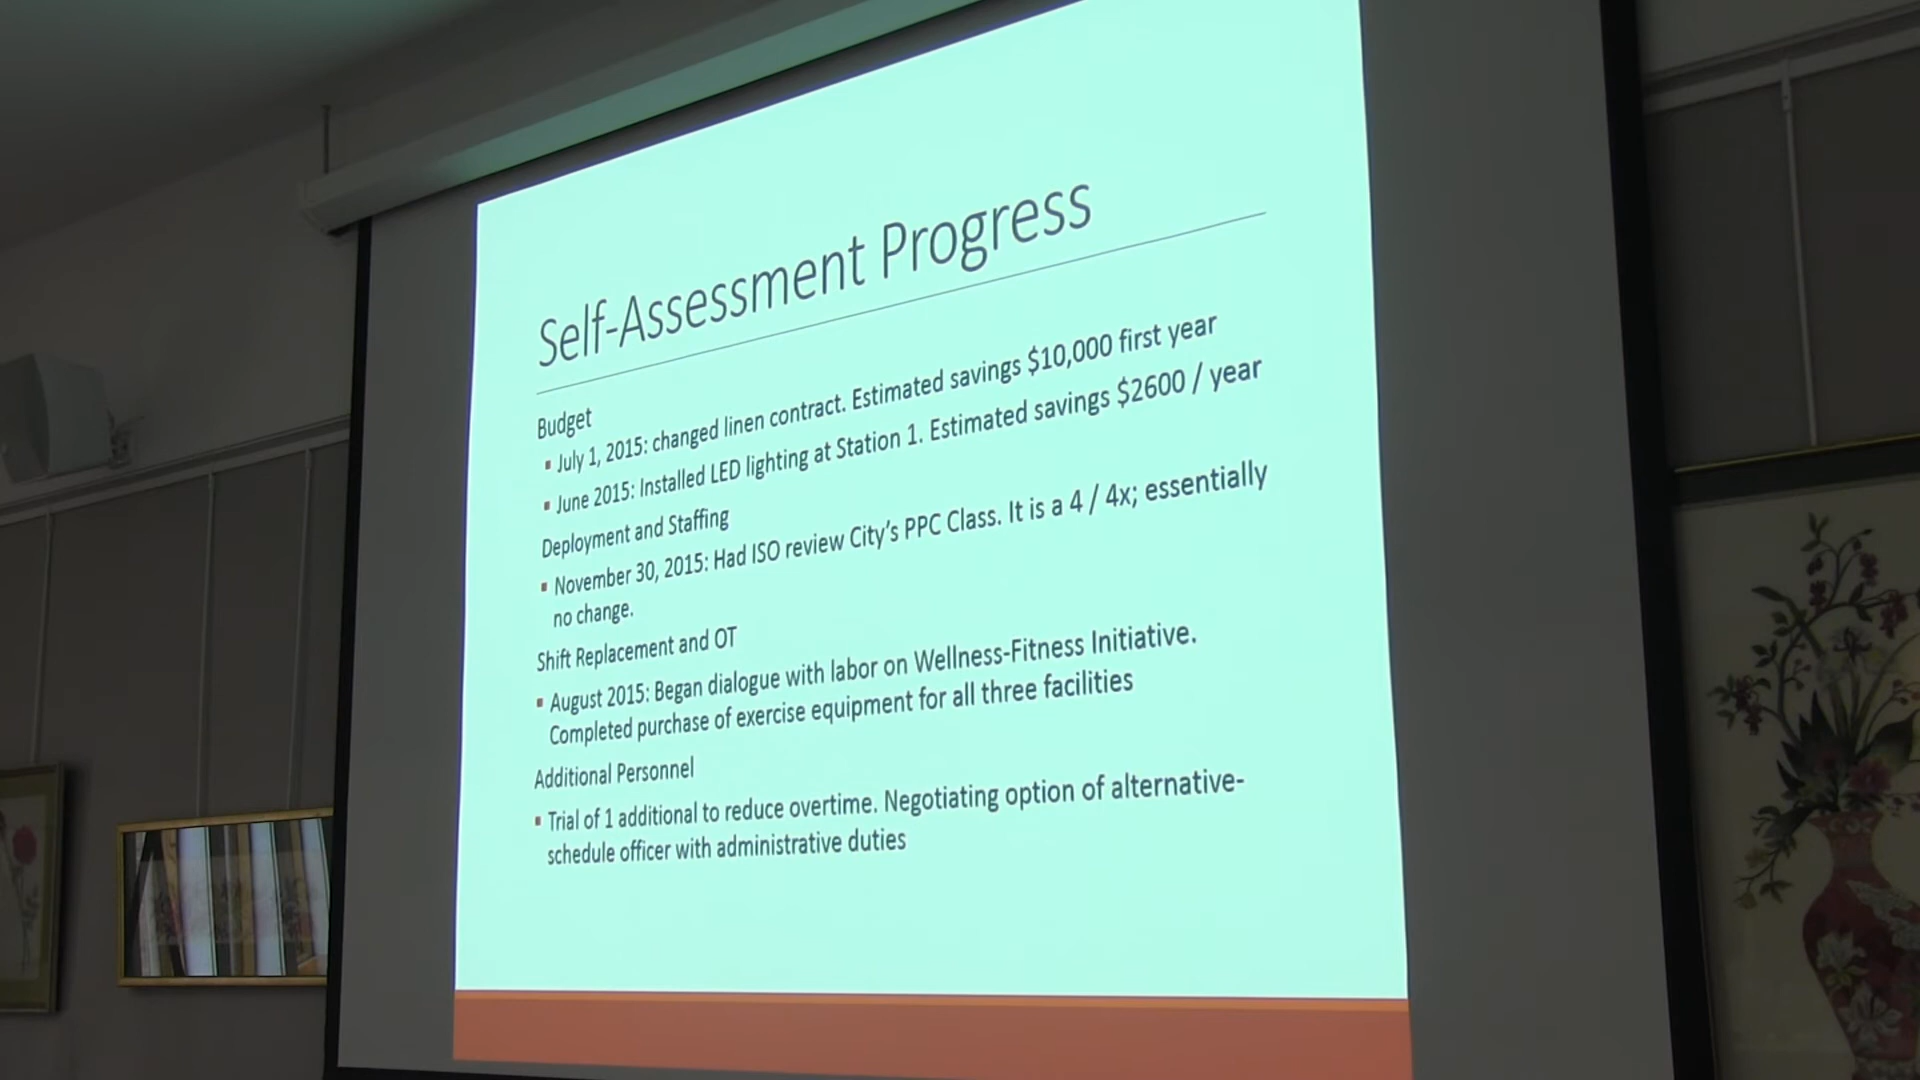 Self-Assessment Progress
Budget
▪ July 1, 2015: changed linen contract. Estimated savings $10,000 first year
▪ June 2015: Installed LED lighting at Station 1. Estimated savings $2600 / year
Deployment and Staffing
▪ November 30, 2015: Had ISO review City’s PPC Class. It is a 4 / 4x; essentially
no change.
Shift Replacement and OT
▪ August 2015: Began dialogue with labor on Wellness-Fitness Initiative.
Completed purchase of exercise equipment for all three facilities
Additional Personnel
▪ Trial of 1 additional to reduce overtime. Negotiating option of alternative-
schedule officer with administrative duties